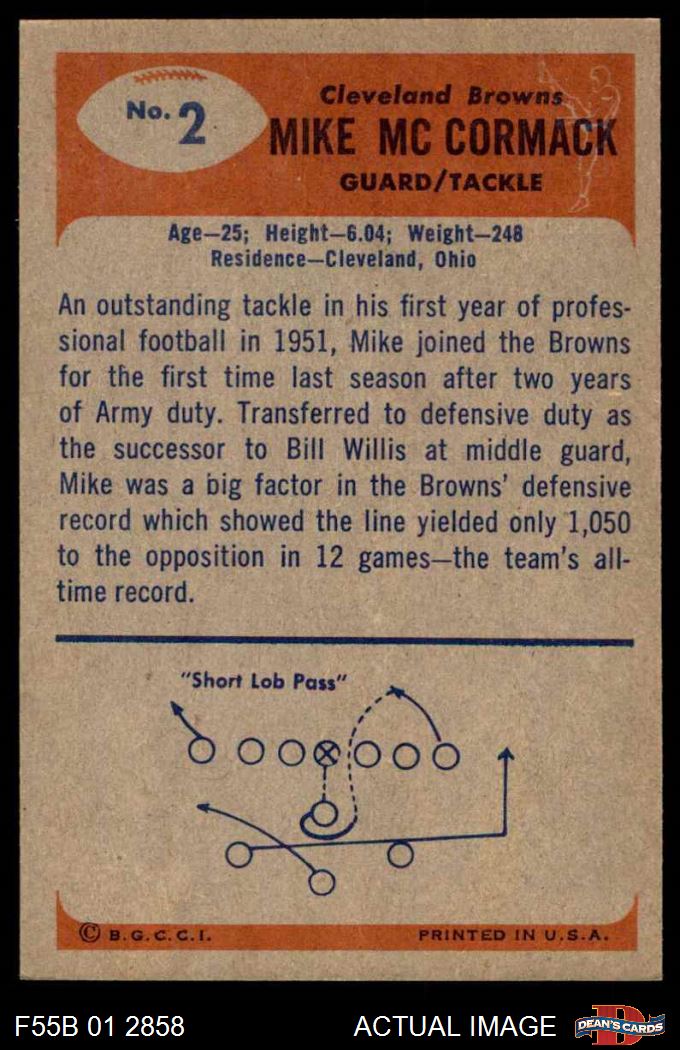 No. 2
Cleveland Browns
MIKE MC CORMACK
GUARD/TACKLE
Age—25; Height—6.04; Weight—248
Residence—Cleveland, Ohio
An outstanding tackle in his first year of profes-
sional football in 1951, Mike joined the Browns
for the first time last season after two years
of Army duty. Transferred to defensive duty as
the successor to Bill Willis at middle guard,
Mike was a big factor in the Browns' defensive
record which showed the line yielded only 1,050
to the opposition in 12 games—the team's all-
time record.
"Short Lob Pass"
© B.G.C.C.I. PRINTED IN U.S.A.
F55B 01 2858 ACTUAL IMAGE D DEAN'S CARDS